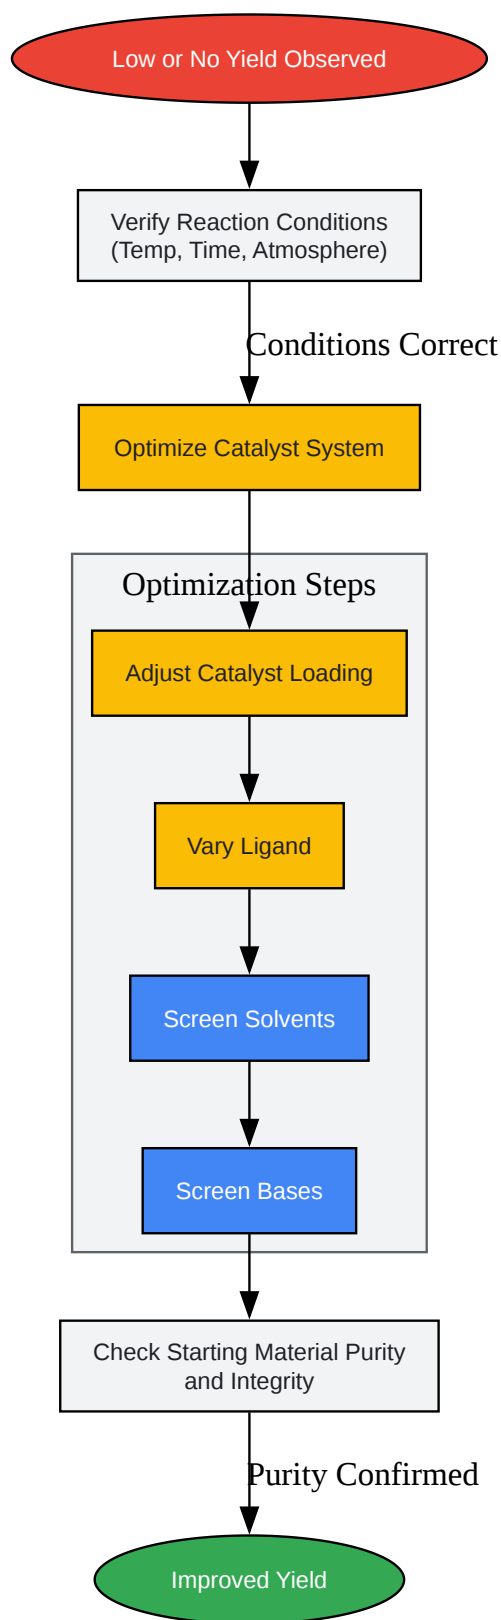 Low or No Yield Observed
Verify Reaction Conditions
(Temp, Time, Atmosphere)
Conditions Correct
Optimize Catalyst System
Optimization Steps
Adjust Catalyst Loading
Vary Ligand
Screen Solvents
Screen Bases
Check Starting Material Purity
and Integrity
Purity Confirmed
Improved Yield